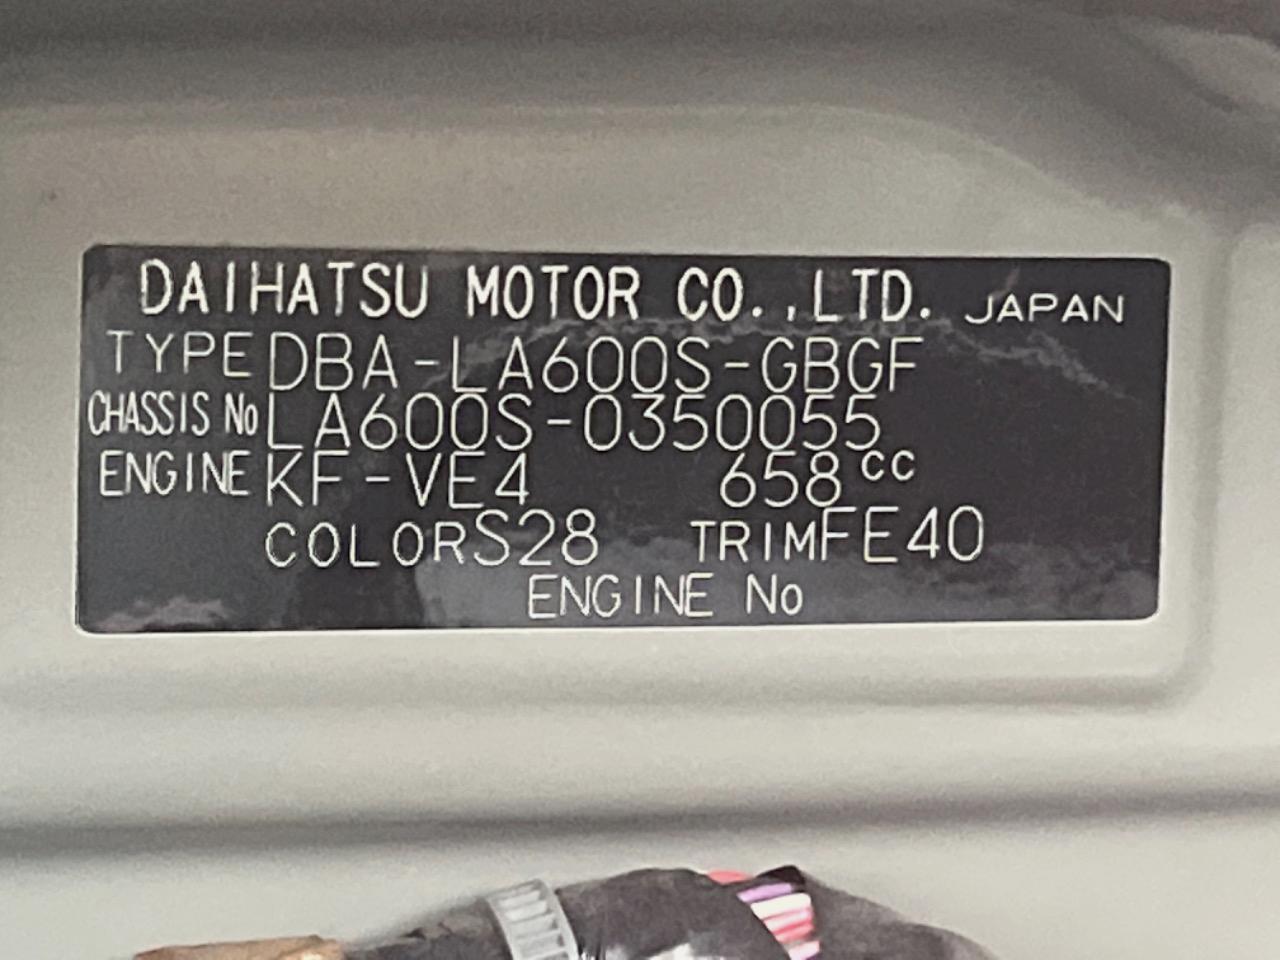 DAIHATSU MOTOR CO.,LTD. JAPAN
TYPE DBA-LA600S-GBGF
CHASSIS No LA600S-0350055
ENGINE KF-VE4 658cc
COLOR S28 TRIM FE40
ENGINE No